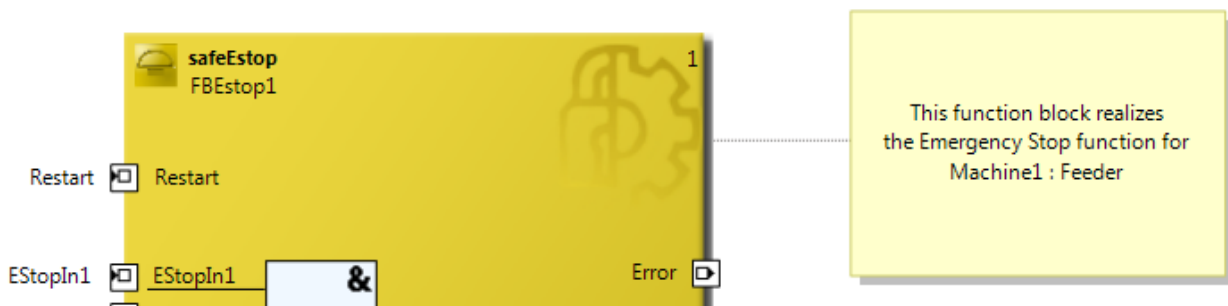 safeEstop
1
FBEstop1
This function block realizes
the Emergency Stop function for
Machine1 : Feeder
Restart
Restart
EStopIn1
EStopIn1
&
Error